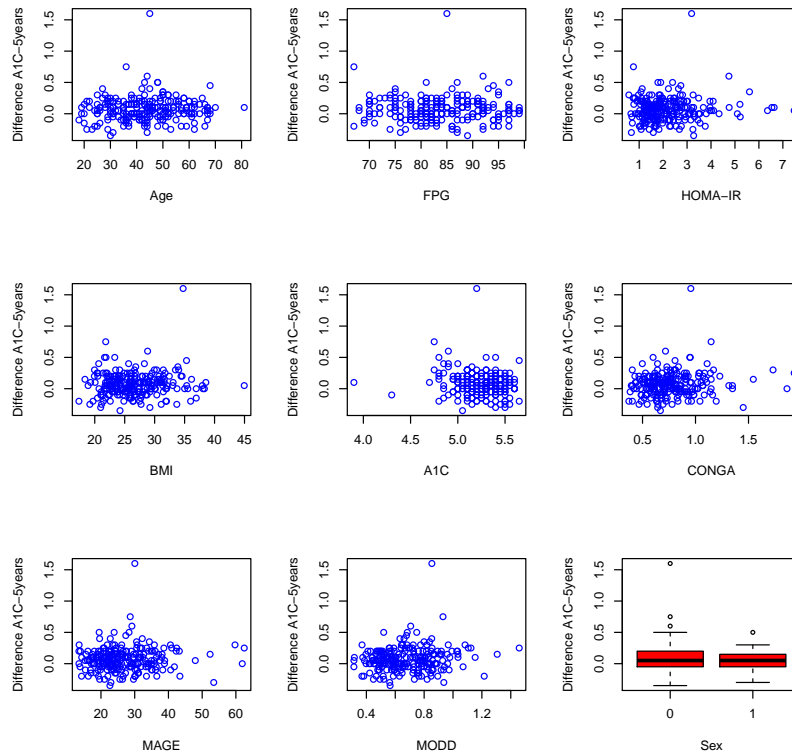 Difference A1C−5years
0.0 0.5 1.0 1.5
20 30 40 50 60 70 80
Age
Difference A1C−5years
0.0 0.5 1.0 1.5
70 75 80 85 90 95
FPG
Difference A1C−5years
0.0 0.5 1.0 1.5
1 2 3 4 5 6 7
HOMA−IR
Difference A1C−5years
0.0 0.5 1.0 1.5
20 25 30 35 40 45
BMI
Difference A1C−5years
0.0 0.5 1.0 1.5
4.0 4.5 5.0 5.5
A1C
Difference A1C−5years
0.0 0.5 1.0 1.5
0.5 1.0 1.5
CONGA
Difference A1C−5years
0.0 0.5 1.0 1.5
20 30 40 50 60
MAGE
Difference A1C−5years
0.0 0.5 1.0 1.5
0.4 0.6 0.8 1.0 1.2
MODD
Difference A1C−5years
0.0 0.5 1.0 1.5
0 1
Sex